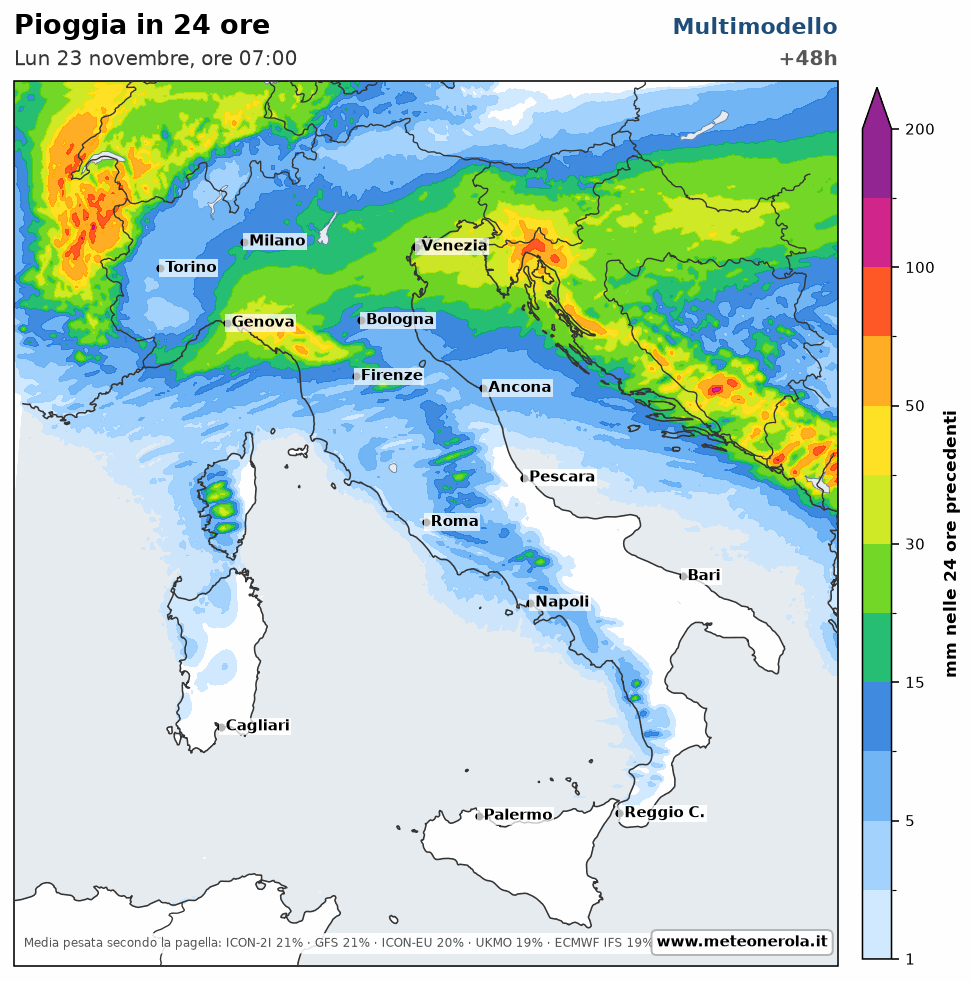 Pioggia in 24 ore
Multimodello
Lun 23 novembre, ore 07:00
+48h
200
100
50
30
15
5
1
mm nelle 24 ore precedenti
Milano
Venezia
Torino
Genova
Bologna
Firenze
Ancona
Pescara
Roma
Bari
Napoli
Cagliari
Palermo
Reggio C.
Media pesata secondo la pagella: ICON-2I 21% · GFS 21% · ICON-EU 20% · UKMO 19% · ECMWF IFS 19%
www.meteonerola.it